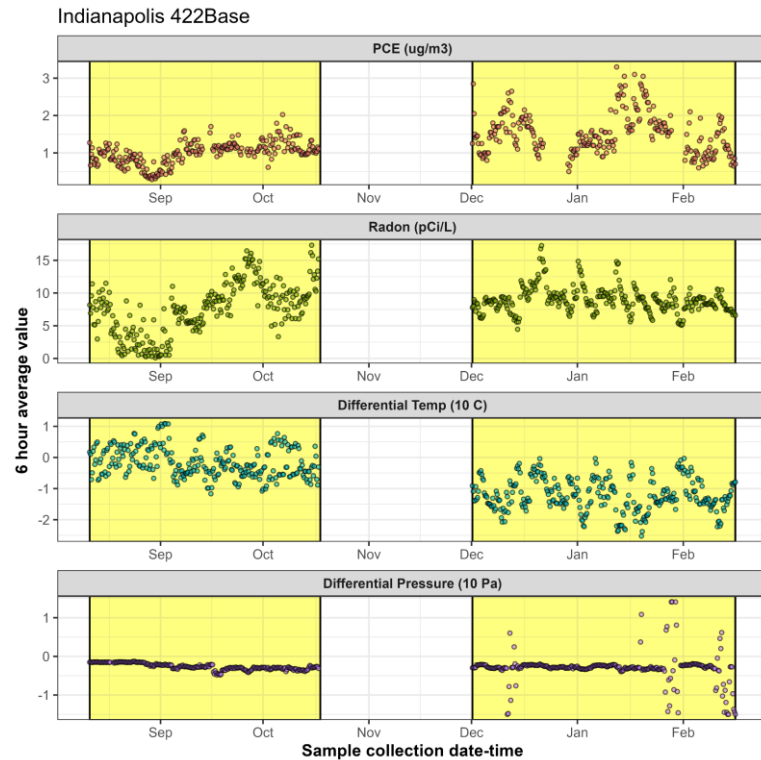 Indianapolis 422Base
PCE (ug/m3)
3
2
1
Sep Oct Nov Dec Jan Feb
Radon (pCi/L)
15
10
5
0
Sep Oct Nov Dec Jan Feb
Differential Temp (10 C)
1
0
-1
-2
Sep Oct Nov Dec Jan Feb
Differential Pressure (10 Pa)
1
0
-1
Sep Oct Nov Dec Jan Feb
6 hour average value
Sample collection date-time